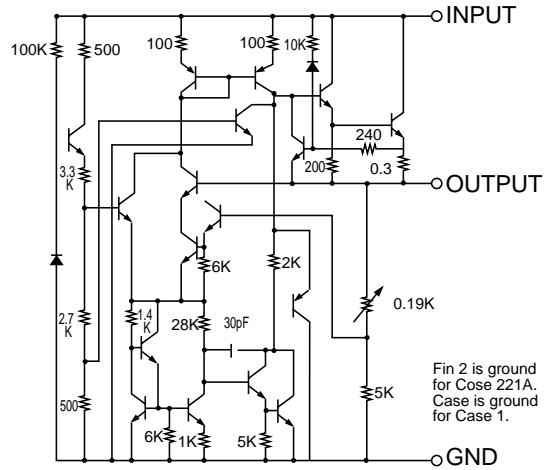 INPUT
100K
500
100
100
10K
240
200
0.3
3.3
K
OUTPUT
6K
2K
0.19K
2.7
K
1.4
K
28K
30pF
Fin 2 is ground
for Cose 221A.
Case is ground
for Case 1.
500
5K
6K
1K
5K
GND